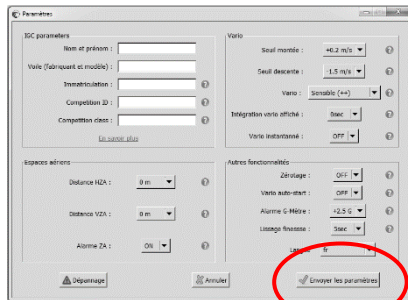 Paramètres
IGC parameters
Nom et prénom :
Voile (fabriquant et modèle) :
Immatriculation :
Competition ID :
Competition class :
En savoir plus
Vario
Seuil montée : +0.2 m/s
Seuil descente : -1.5 m/s
Vario : Sensible (++)
Intégration vario affiché : 0sec
Vario instantanné : OFF
Espaces aériens
Distance HZA : 0 m
Distance VZA : 0 m
Alarme ZA : ON
Autres fonctionnalités
Zérotage : OFF
Vario auto-start : OFF
Alarme G-Mètre : +2.5 G
Lissage finesse : 3sec
Langue : fr
Dépannage
Annuler
Envoyer les paramètres